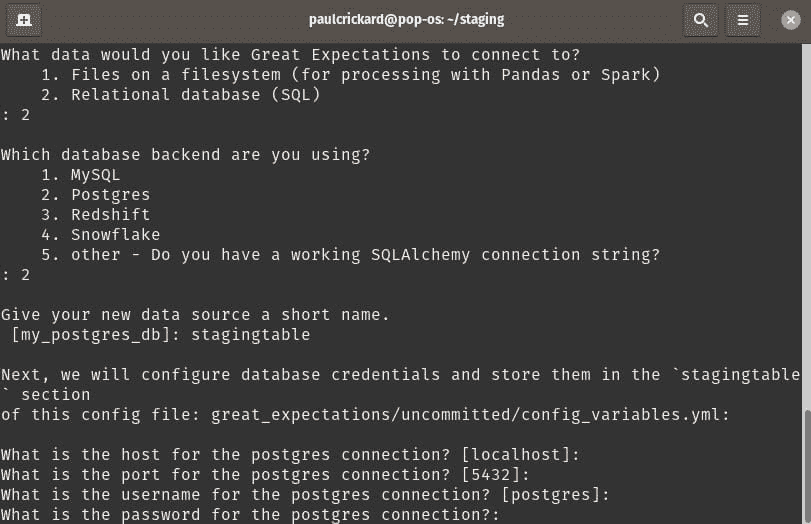 paulcrickard@pop-os: ~/staging
What data would you like Great Expectations to connect to?
    1. Files on a filesystem (for processing with Pandas or Spark)
    2. Relational database (SQL)
: 2
Which database backend are you using?
    1. MySQL
    2. Postgres
    3. Redshift
    4. Snowflake
    5. other - Do you have a working SQLAlchemy connection string?
: 2
Give your new data source a short name.
 [my_postgres_db]: stagingtable
Next, we will configure database credentials and store them in the `stagingtable
` section
of this config file: great_expectations/uncommitted/config_variables.yml:
What is the host for the postgres connection? [localhost]:
What is the port for the postgres connection? [5432]:
What is the username for the postgres connection? [postgres]:
What is the password for the postgres connection?: